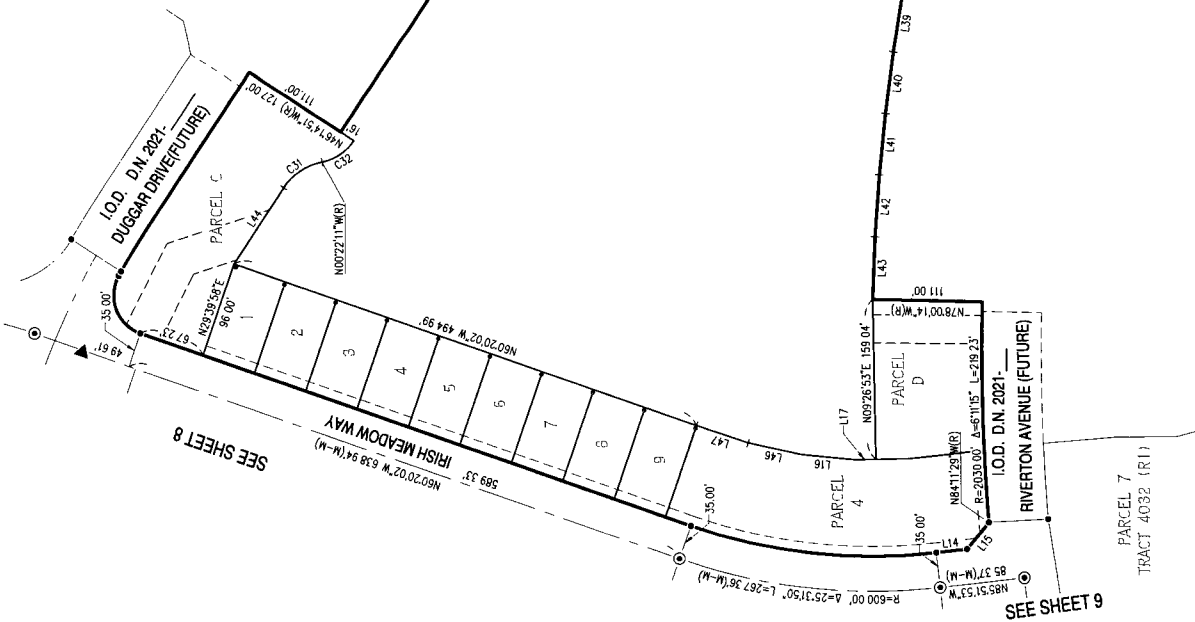 I.O.D. D.N. 2021-____
DUGGAR DRIVE(FUTURE)
111.00'
N46°14'51"W(R) 127.00'
16'
C31
C32
PARCEL C
L44
N00°22'11"W(R)
35.00'
49.61'
67.23'
N29°39'58"E
96.00'
1
2
3
4
5
6
7
8
9
N60°20'02"W 494.99'
SEE SHEET 8
IRISH MEADOW WAY
N60°20'02"W 638.94'(M-M)
589.33'
35.00'
L39
L40
L41
L42
L43
111.00'
N78°00'14"W(R)
N09°26'53"E 159.04'
L17
PARCEL
D
L47
L46
L16
PARCEL
4
N84°11'29"W(R)
R=2030.00' Δ=6°11'15" L=219.23'
I.O.D. D.N. 2021-____
RIVERTON AVENUE (FUTURE)
35.00'
L14
L15
R=600.00' Δ=25°31'50" L=267.36'(M-M)
N85°51'53"W
85.37'(M-M)
SEE SHEET 9
PARCEL 7
TRACT 4032 (R1)